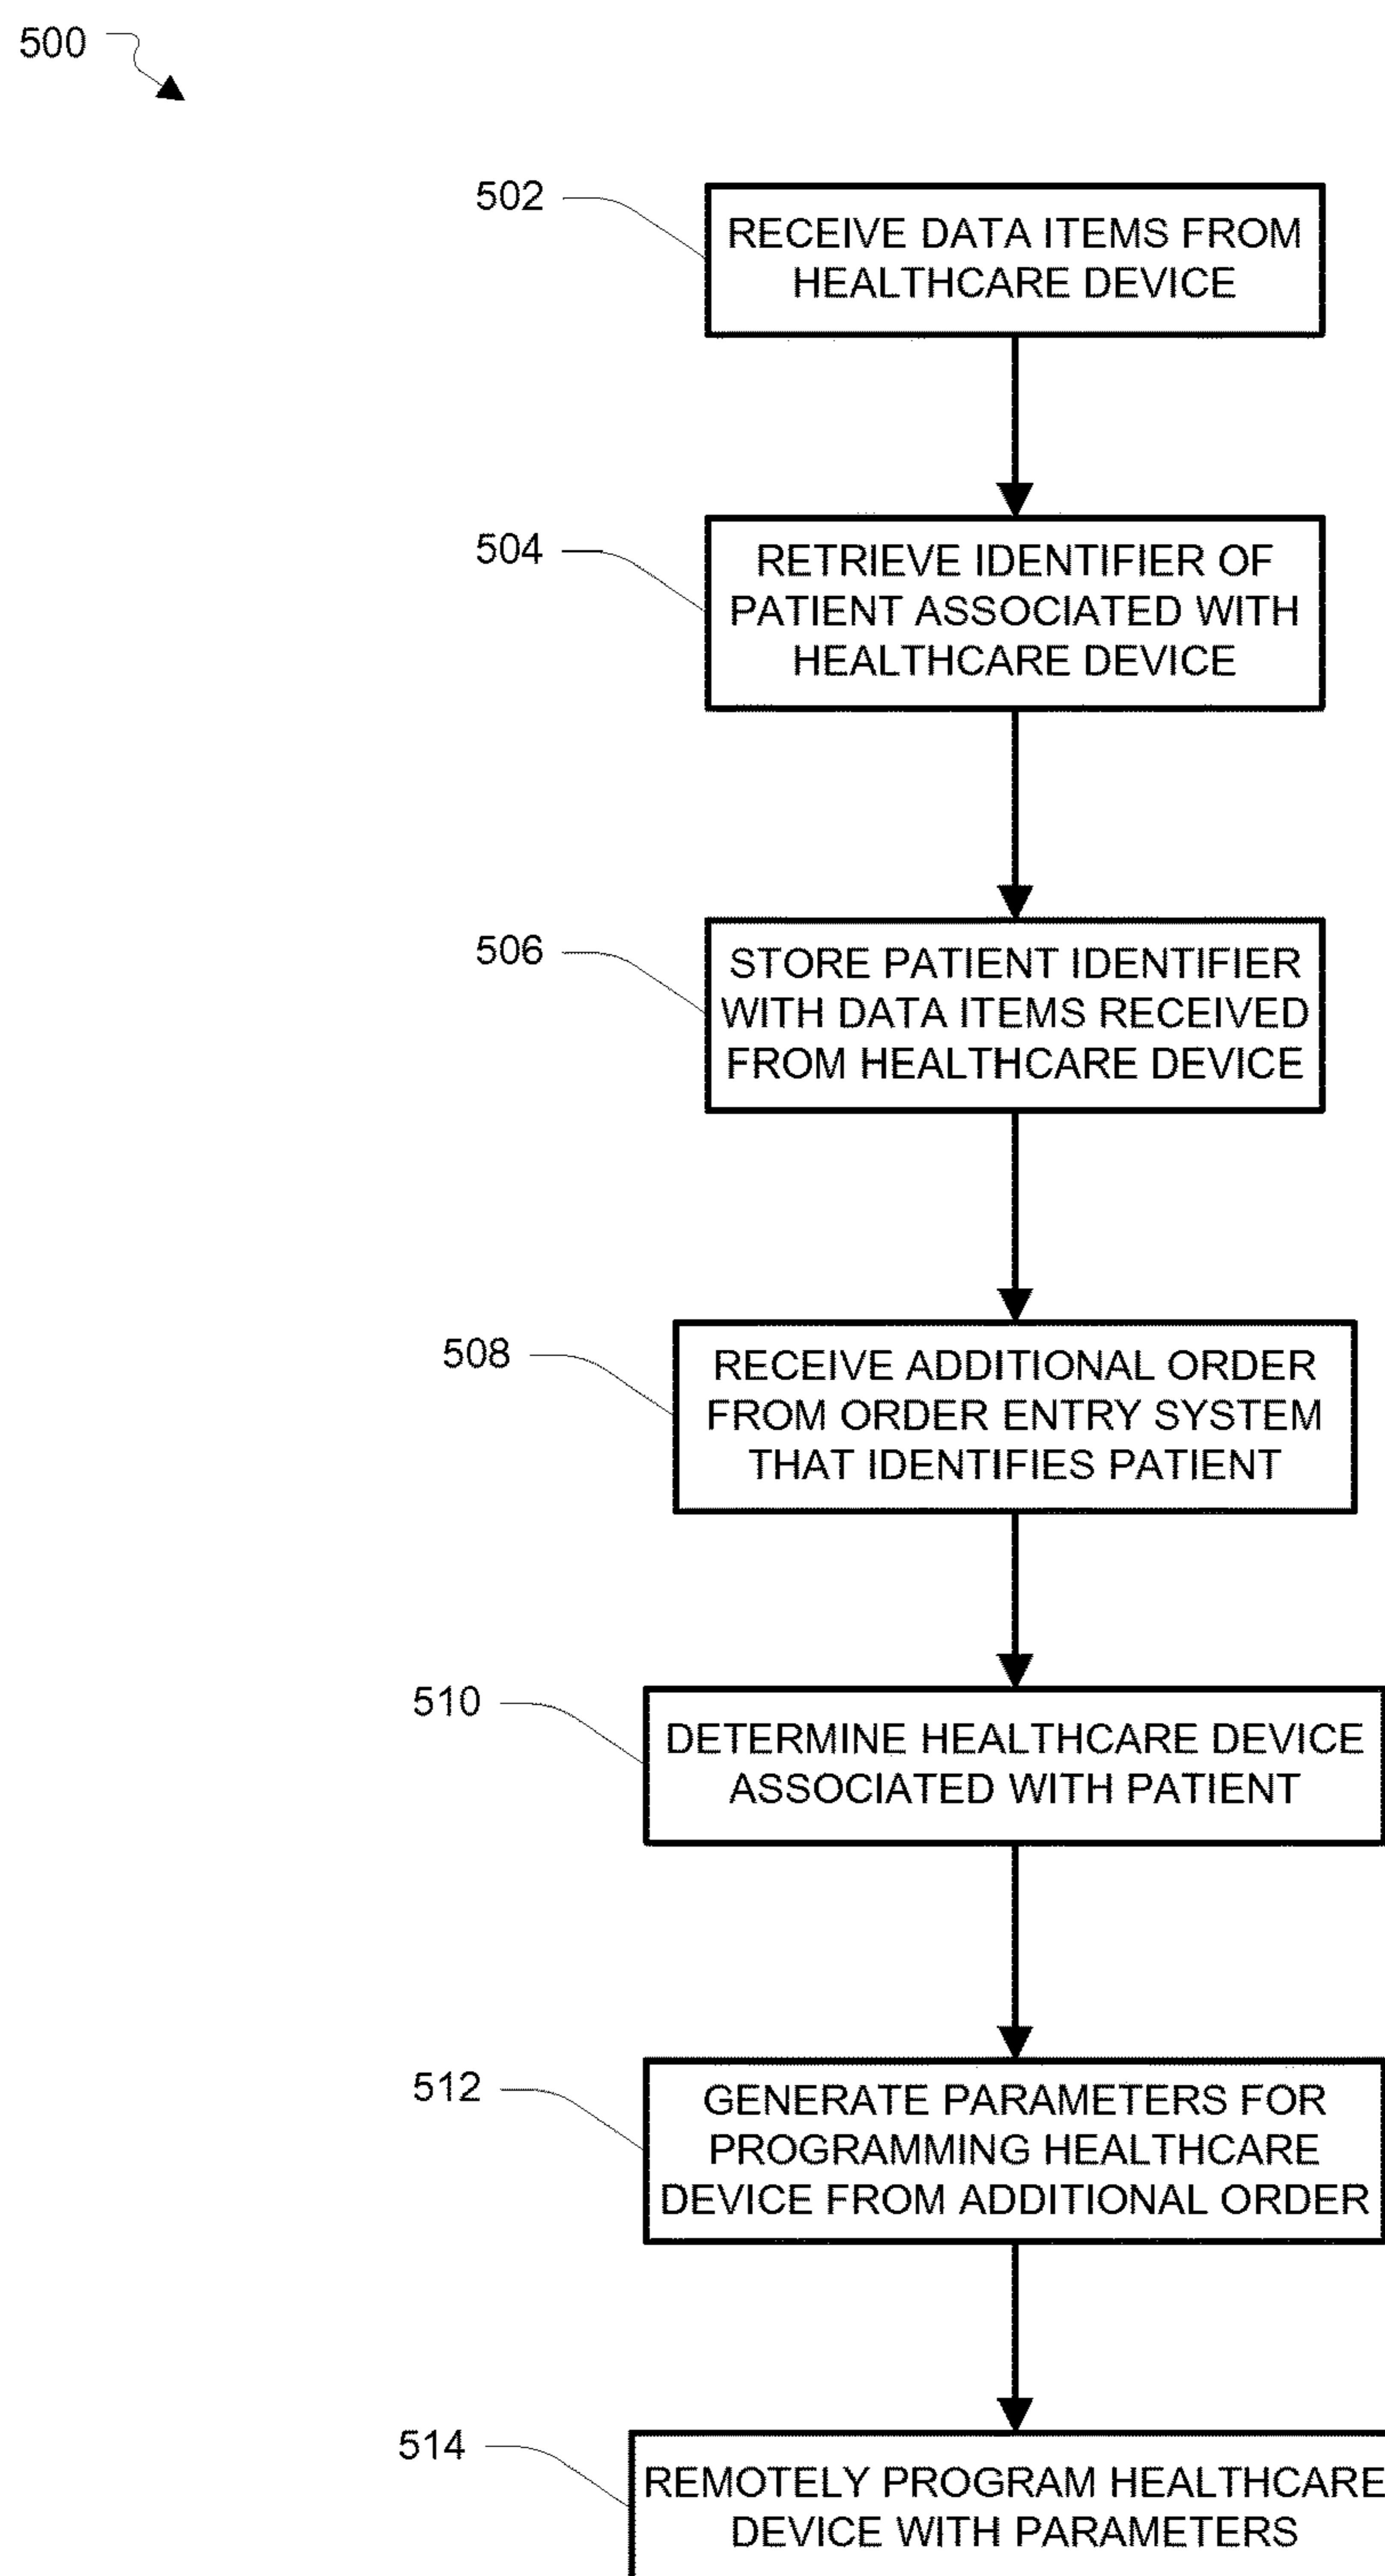 500
502
RECEIVE DATA ITEMS FROM
HEALTHCARE DEVICE
504
RETRIEVE IDENTIFIER OF
PATIENT ASSOCIATED WITH
HEALTHCARE DEVICE
506
STORE PATIENT IDENTIFIER
WITH DATA ITEMS RECEIVED
FROM HEALTHCARE DEVICE
508
RECEIVE ADDITIONAL ORDER
FROM ORDER ENTRY SYSTEM
THAT IDENTIFIES PATIENT
510
DETERMINE HEALTHCARE DEVICE
ASSOCIATED WITH PATIENT
512
GENERATE PARAMETERS FOR
PROGRAMMING HEALTHCARE
DEVICE FROM ADDITIONAL ORDER
514
REMOTELY PROGRAM HEALTHCARE
DEVICE WITH PARAMETERS